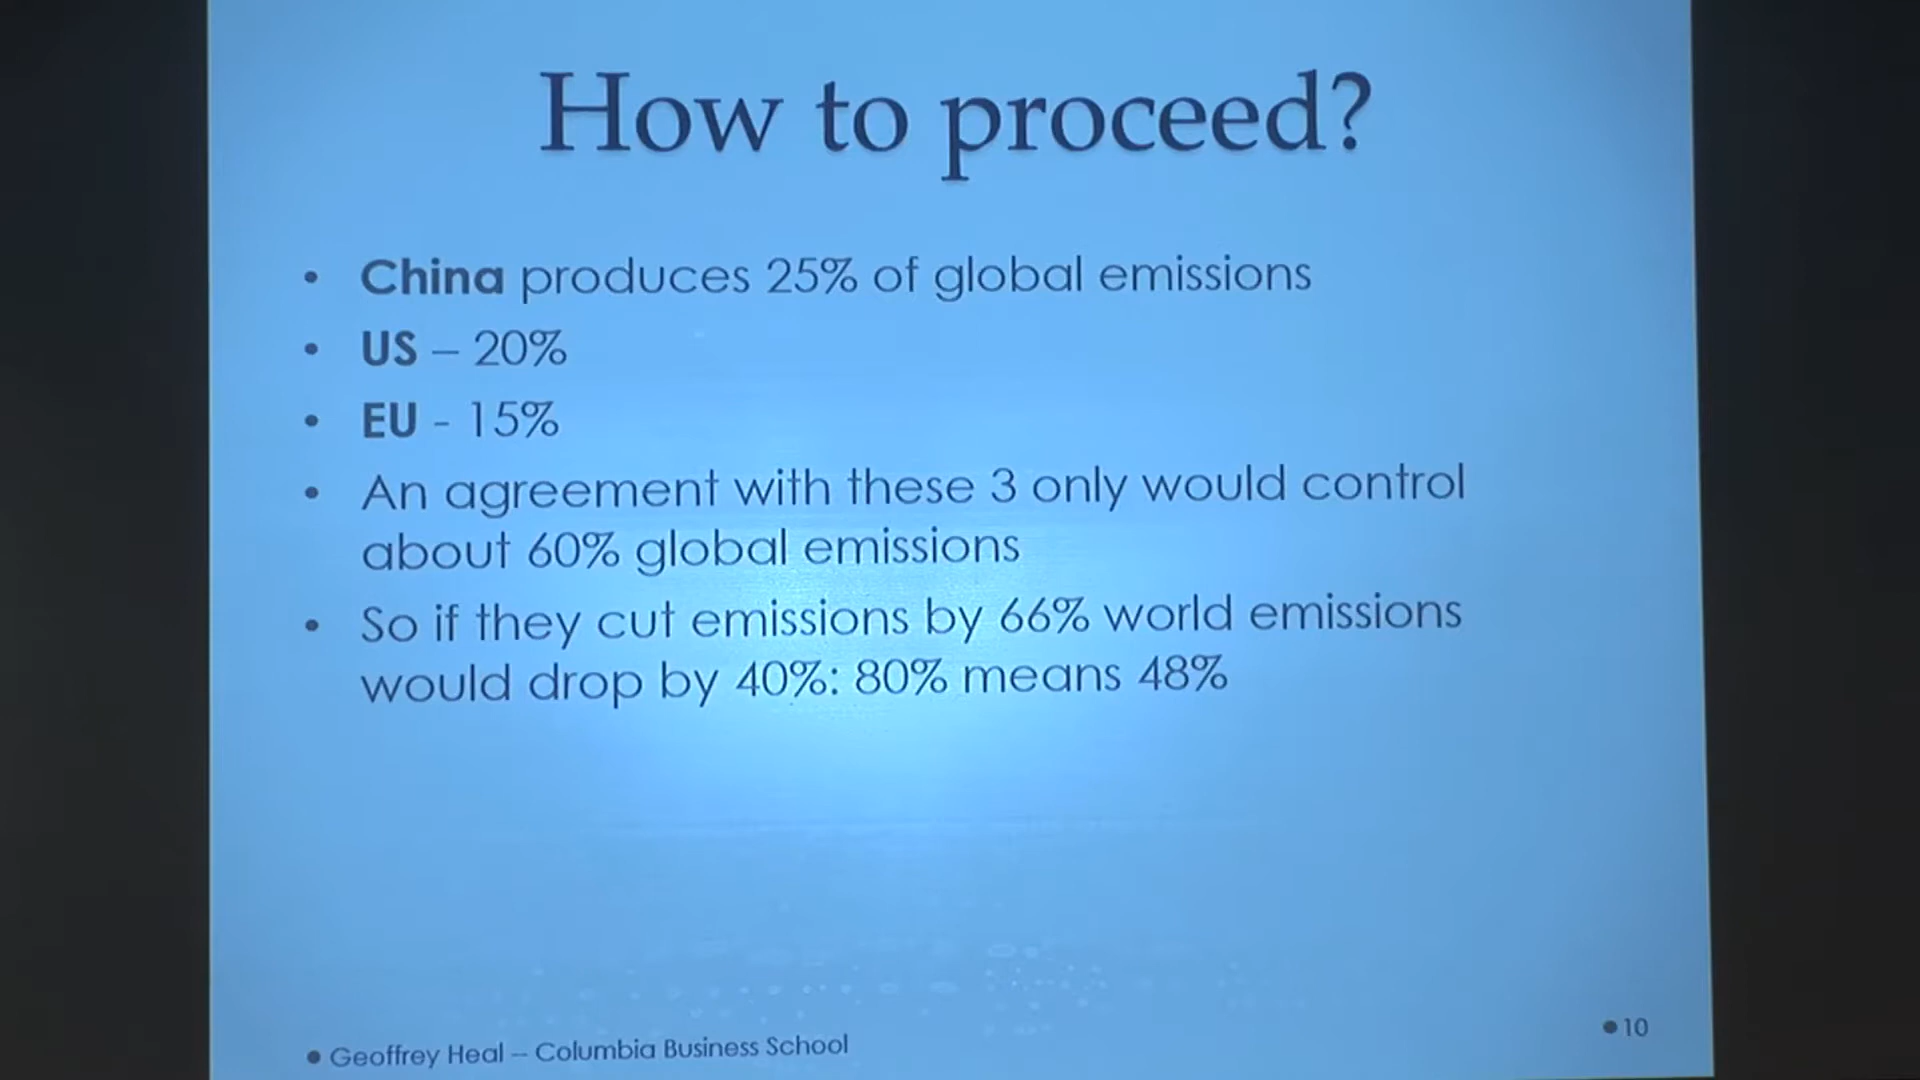 How to proceed?
• China produces 25% of global emissions
• US – 20%
• EU - 15%
• An agreement with these 3 only would control
about 60% global emissions
• So if they cut emissions by 66% world emissions
would drop by 40%: 80% means 48%
• Geoffrey Heal – Columbia Business School
• 10